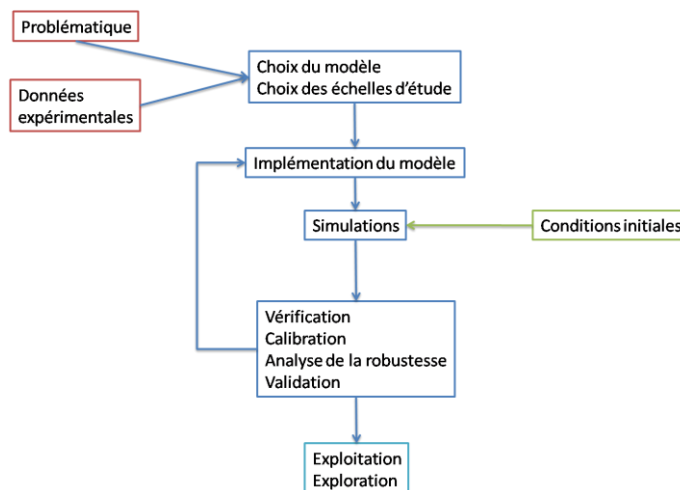 Problématique
Choix du modèle
Choix des échelles d'étude
Données
expérimentales
Implémentation du modèle
Simulations
Conditions initiales
Vérification
Calibration
Analyse de la robustesse
Validation
Exploitation
Exploration